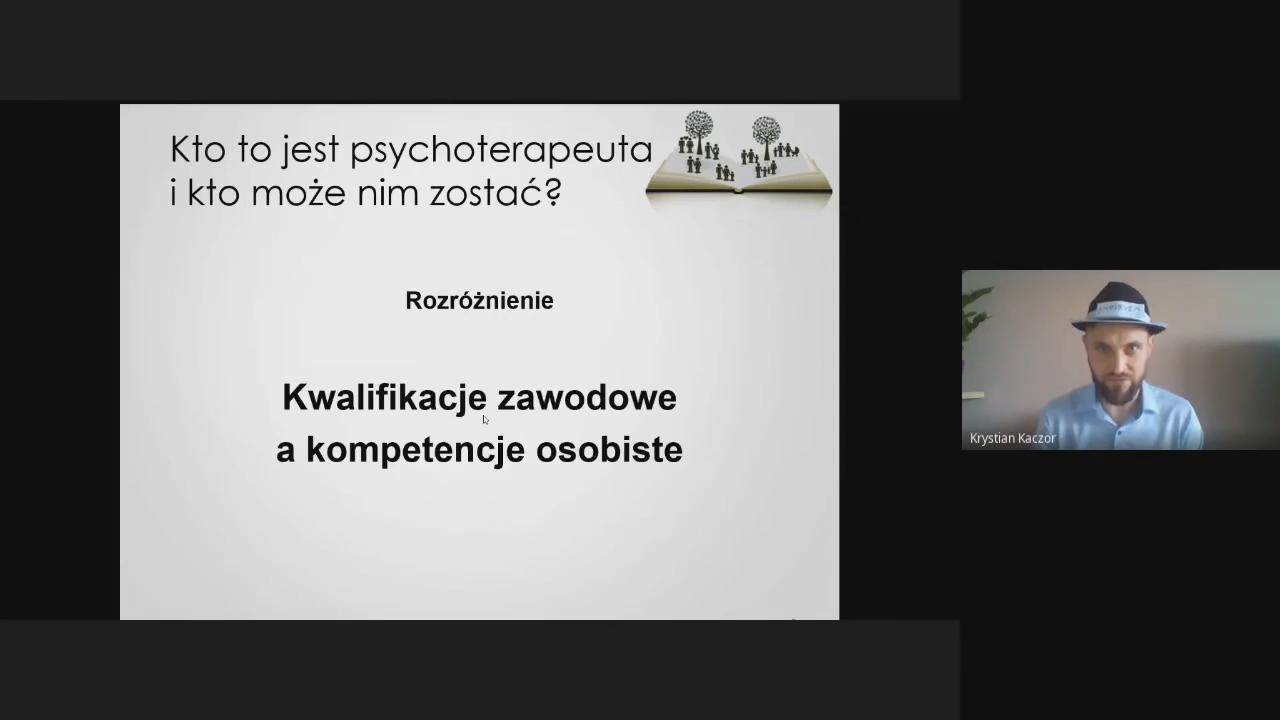 Kto to jest psychoterapeuta
i kto może nim zostać?
Rozróżnienie
Kwalifikacje zawodowe
a kompetencje osobiste
Krystian Kaczor